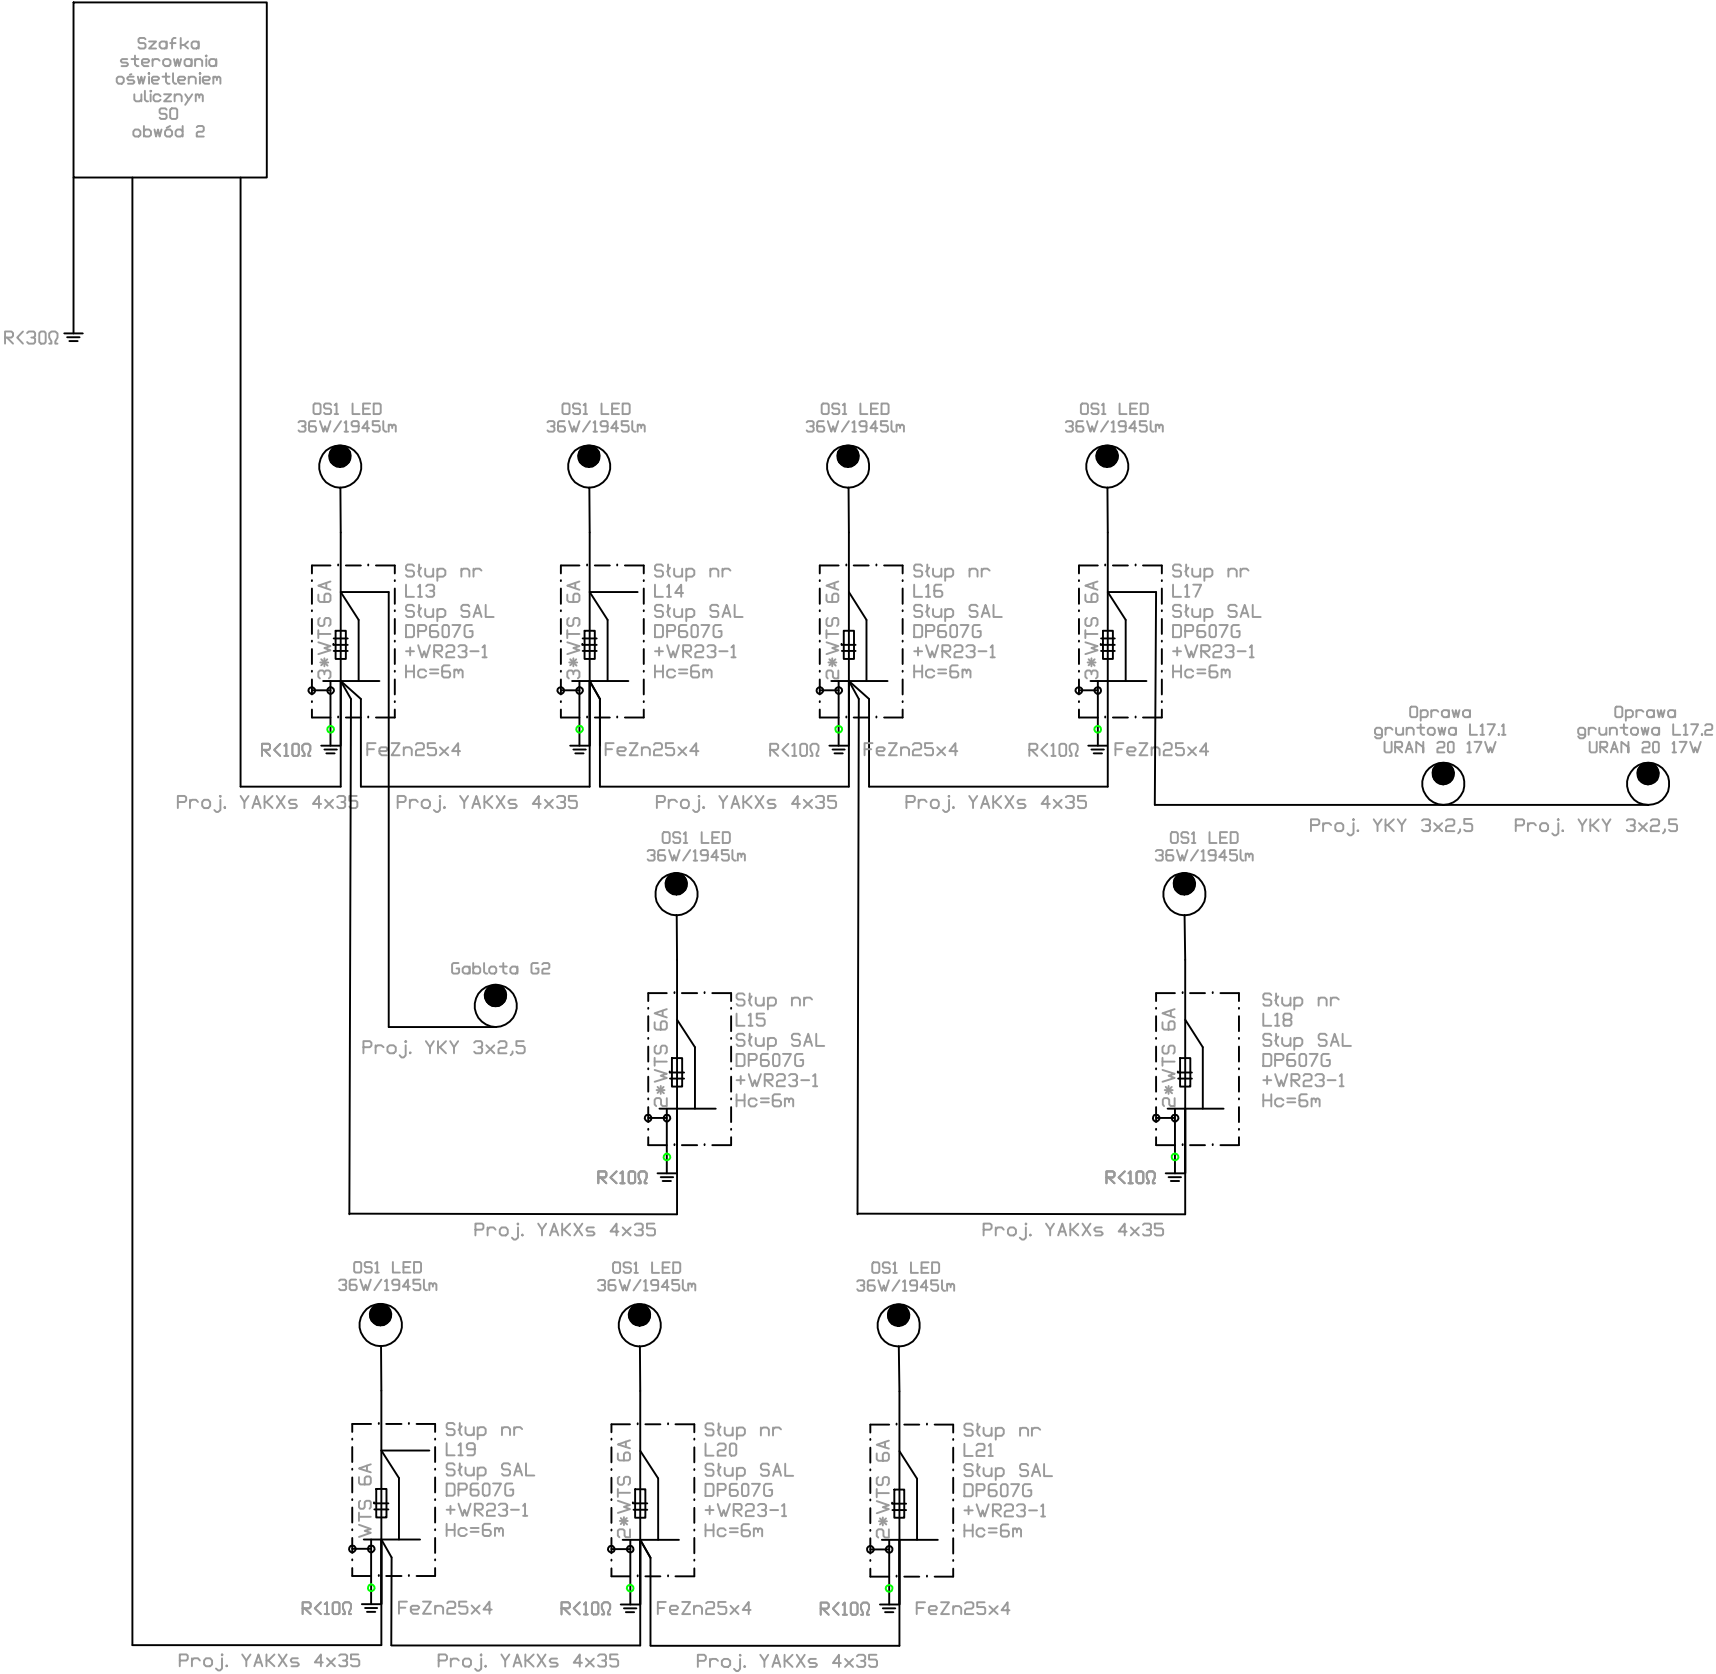 Szafka
sterowania
oświetleniem
ulicznym
SO
obwód 2
R<30Ω
OS1 LED
36W/1945lm
OS1 LED
36W/1945lm
OS1 LED
36W/1945lm
OS1 LED
36W/1945lm
3*WTS 6A
Słup nr
L13
Słup SAL
DP607G
+WR23-1
Hc=6m
3*WTS 6A
Słup nr
L14
Słup SAL
DP607G
+WR23-1
Hc=6m
2*WTS 6A
Słup nr
L16
Słup SAL
DP607G
+WR23-1
Hc=6m
3*WTS 6A
Słup nr
L17
Słup SAL
DP607G
+WR23-1
Hc=6m
R<10Ω
FeZn25x4
FeZn25x4
R<10Ω
FeZn25x4
R<10Ω
FeZn25x4
Oprawa
gruntowa L17.1
URAN 20 17W
Oprawa
gruntowa L17.2
URAN 20 17W
Proj. YAKXs 4x35
Proj. YAKXs 4x35
Proj. YAKXs 4x35
Proj. YAKXs 4x35
Proj. YKY 3x2,5
Proj. YKY 3x2,5
OS1 LED
36W/1945lm
OS1 LED
36W/1945lm
Gablota G2
Proj. YKY 3x2,5
2*WTS 6A
Słup nr
L15
Słup SAL
DP607G
+WR23-1
Hc=6m
2*WTS 6A
Słup nr
L18
Słup SAL
DP607G
+WR23-1
Hc=6m
R<10Ω
R<10Ω
Proj. YAKXs 4x35
Proj. YAKXs 4x35
OS1 LED
36W/1945lm
OS1 LED
36W/1945lm
OS1 LED
36W/1945lm
WTS 6A
Słup nr
L19
Słup SAL
DP607G
+WR23-1
Hc=6m
2*WTS 6A
Słup nr
L20
Słup SAL
DP607G
+WR23-1
Hc=6m
2*WTS 6A
Słup nr
L21
Słup SAL
DP607G
+WR23-1
Hc=6m
R<10Ω
FeZn25x4
R<10Ω
FeZn25x4
R<10Ω
FeZn25x4
Proj. YAKXs 4x35
Proj. YAKXs 4x35
Proj. YAKXs 4x35